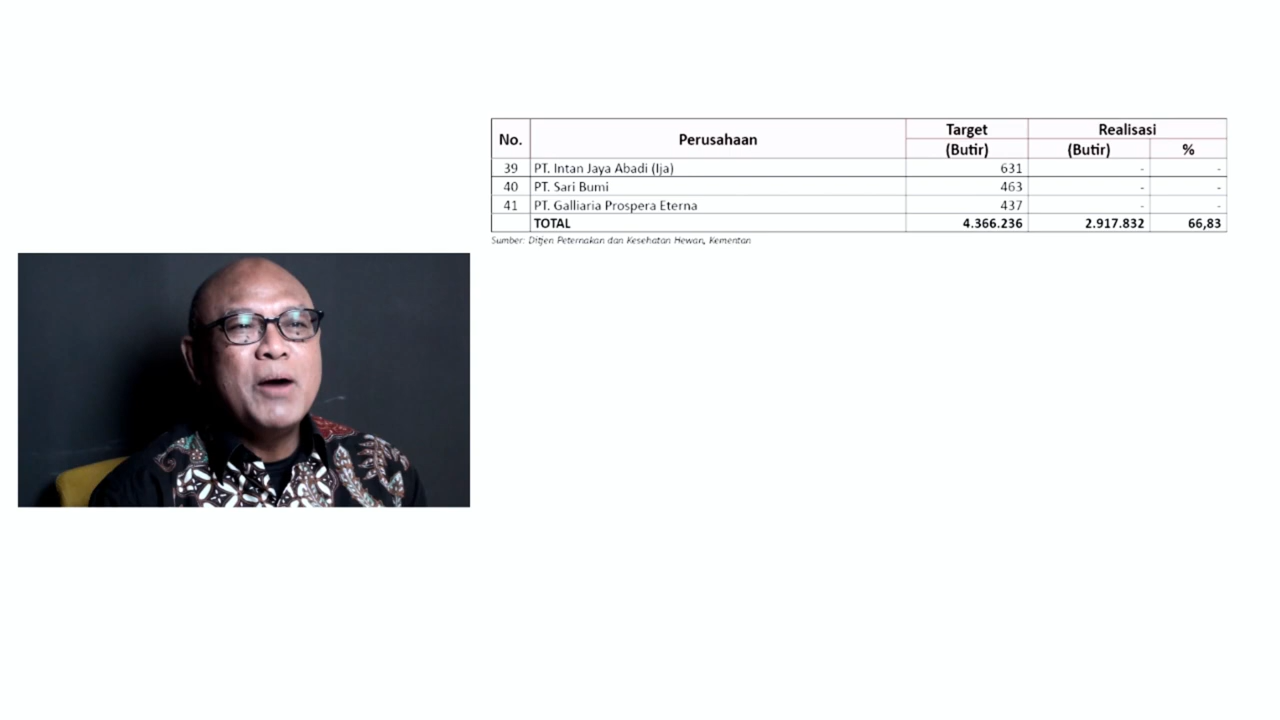 No. Perusahaan Target Realisasi
(Butir) (Butir) %
39 PT. Intan Jaya Abadi (Ija) 631 - -
40 PT. Sari Bumi 463 - -
41 PT. Galliaria Prospera Eterna 437 - -
TOTAL 4.366.236 2.917.832 66,83
Sumber: Ditjen Peternakan dan Kesehatan Hewan, Kementan